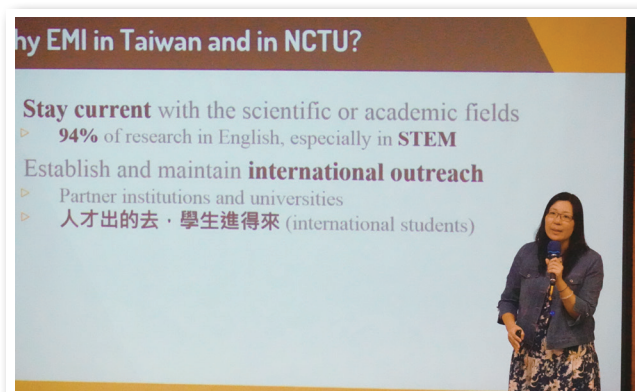 hy EMI in Taiwan and in NCTU?
Stay current with the scientific or academic fields
94% of research in English, especially in STEM
Establish and maintain international outreach
Partner institutions and universities
人才出的去，學生進得來 (international students)